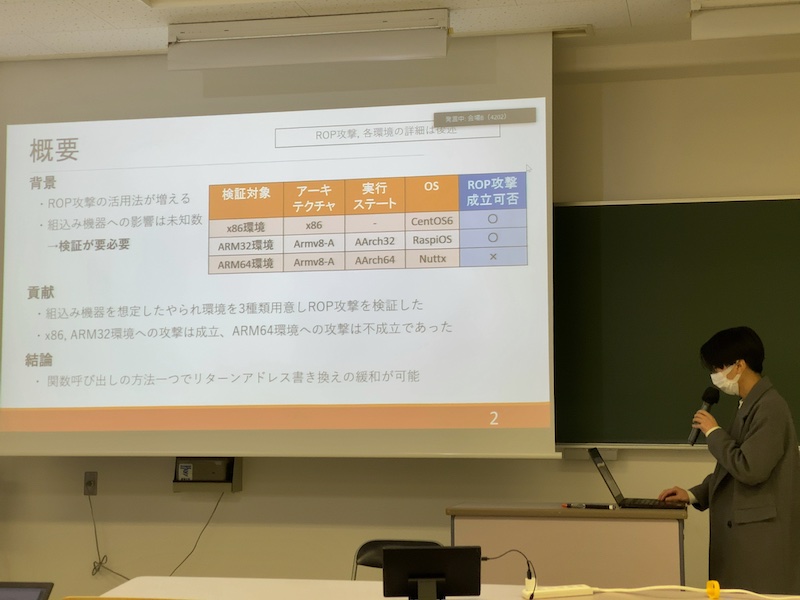 発言中: 会場B (4202)
ROP攻撃, 各環境の詳細は後述
概要
背景
・ROP攻撃の活用法が増える
・組込み機器への影響は未知数
→検証が要必要
検証対象 アーキテクチャ 実行ステート OS ROP攻撃成立可否
x86環境 x86 - CentOS6 〇
ARM32環境 Armv8-A AArch32 RaspiOS 〇
ARM64環境 Armv8-A AArch64 Nuttx ×
貢献
・組込み機器を想定したやられ環境を3種類用意しROP攻撃を検証した
・x86, ARM32環境への攻撃は成立、ARM64環境への攻撃は不成立であった
結論
・関数呼び出しの方法一つでリターンアドレス書き換えの緩和が可能
2